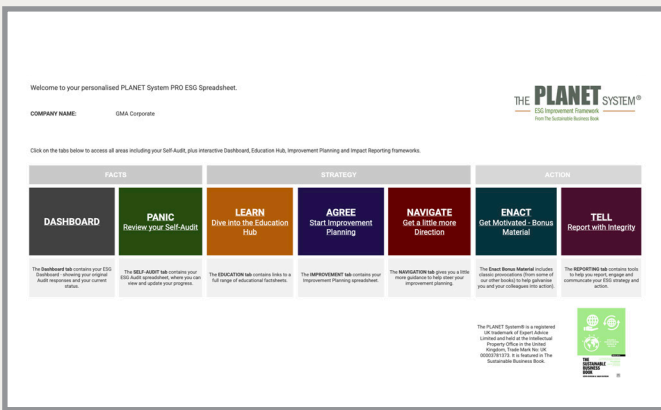 Welcome to your personalised PLANET System PRO ESG Spreadsheet.
COMPANY NAME: GMA Corporate
THE PLANET SYSTEM®
ESG Improvement Framework
From The Sustainable Business Book
Click on the tabs below to access all areas including your Self-Audit, plus interactive Dashboard, Education Hub, Improvement Planning and Impact Reporting frameworks.
FACTS
STRATEGY
ACTION
DASHBOARD
PANIC
Review your Self-Audit
LEARN
Dive into the Education
Hub
AGREE
Start Improvement
Planning
NAVIGATE
Get a little more
Direction
ENACT
Get Motivated - Bonus
Material
TELL
Report with Integrity
The Dashboard tab contains your ESG
Dashboard - showing your original
Audit responses and your current
status.
The SELF-AUDIT tab contains your
ESG Audit spreadsheet, where you can
view and update your progress.
The EDUCATION tab contains links to a
full range of educational factsheets.
The IMPROVEMENT tab contains your
Improvement Planning spreadsheet.
The NAVIGATION tab gives you a little
more guidance to help steer your
improvement planning.
The Enact Bonus Material includes
classic provocations (from some of
our other books) to help galvanise
you and your colleagues into action).
The REPORTING tab contains tools
to help you report, engage and
communcate your ESG strategy and
action.
The PLANET System® is a registered
UK trademark of Expert Advice
Limited and held at the Intellectual
Property Office in the United
Kingdom, Trade Mark No: UK
00003781373. It is featured in The
Sustainable Business Book.
THE
SUSTAINABLE
BUSINESS
BOOK